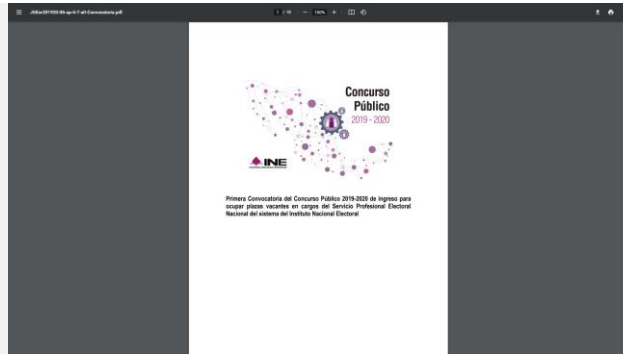 Concurso
Público
2019 - 2020
INE
Primera Convocatoria del Concurso Público 2019-2020 de ingreso para
ocupar plazas vacantes en cargos del Servicio Profesional Electoral
Nacional del sistema del Instituto Nacional Electoral